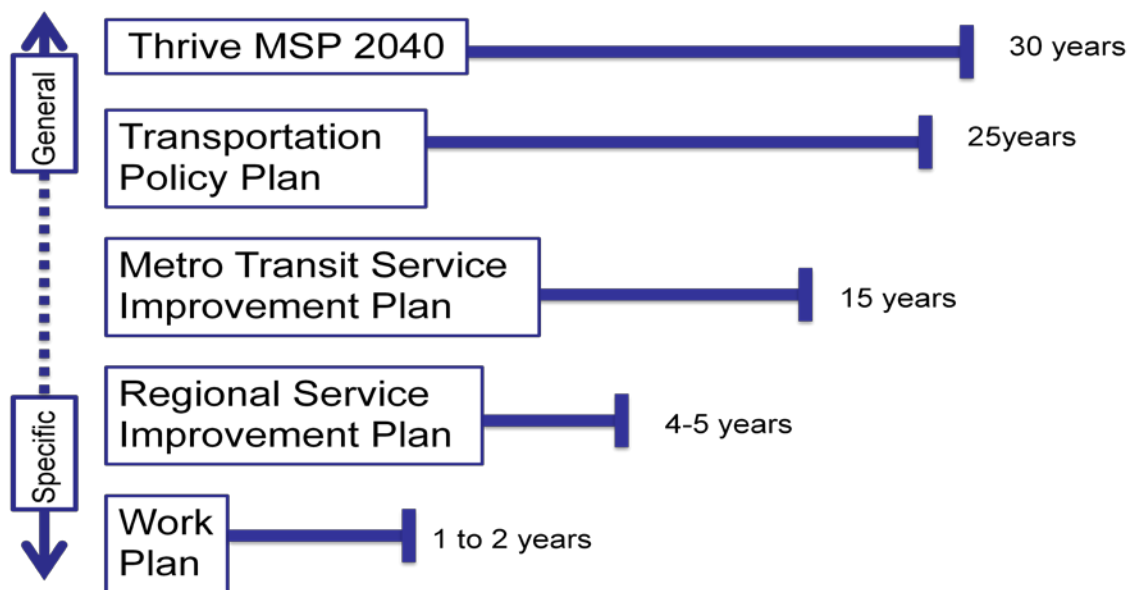 General
Thrive MSP 2040
30 years
Transportation
Policy Plan
25years
Metro Transit Service
Improvement Plan
15 years
Specific
Regional Service
Improvement Plan
4-5 years
Work
Plan
1 to 2 years